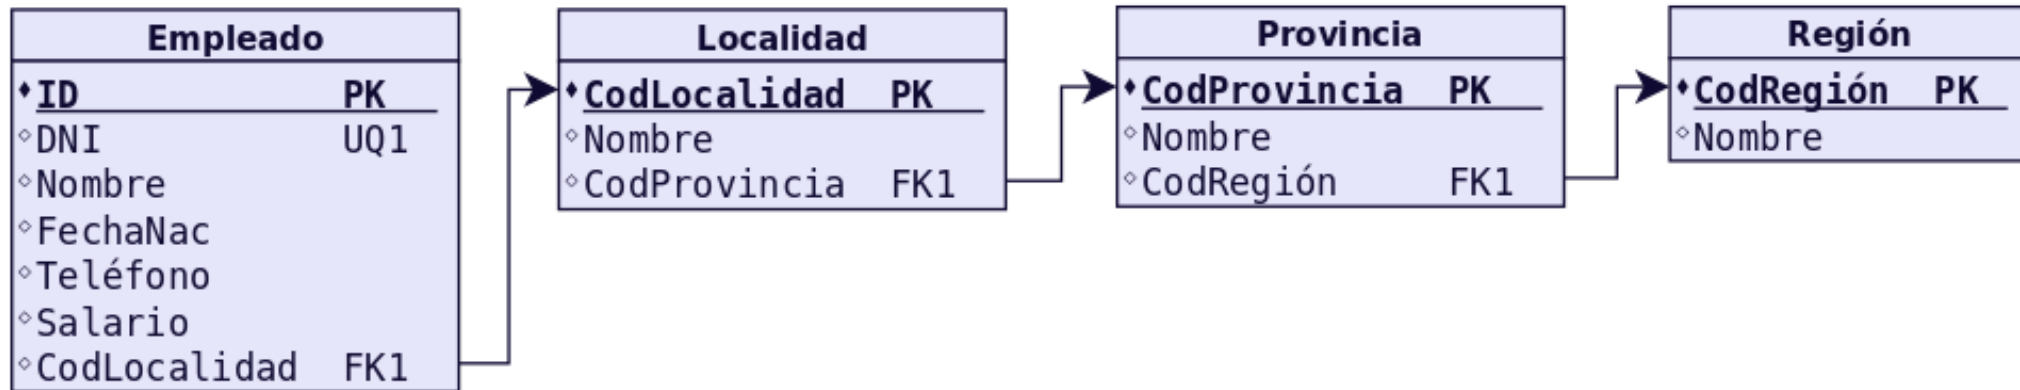 Empleado
ID PK
DNI UQ1
Nombre
FechaNac
Teléfono
Salario
CodLocalidad FK1
Localidad
CodLocalidad PK
Nombre
CodProvincia FK1
Provincia
CodProvincia PK
Nombre
CodRegión FK1
Región
CodRegión PK
Nombre